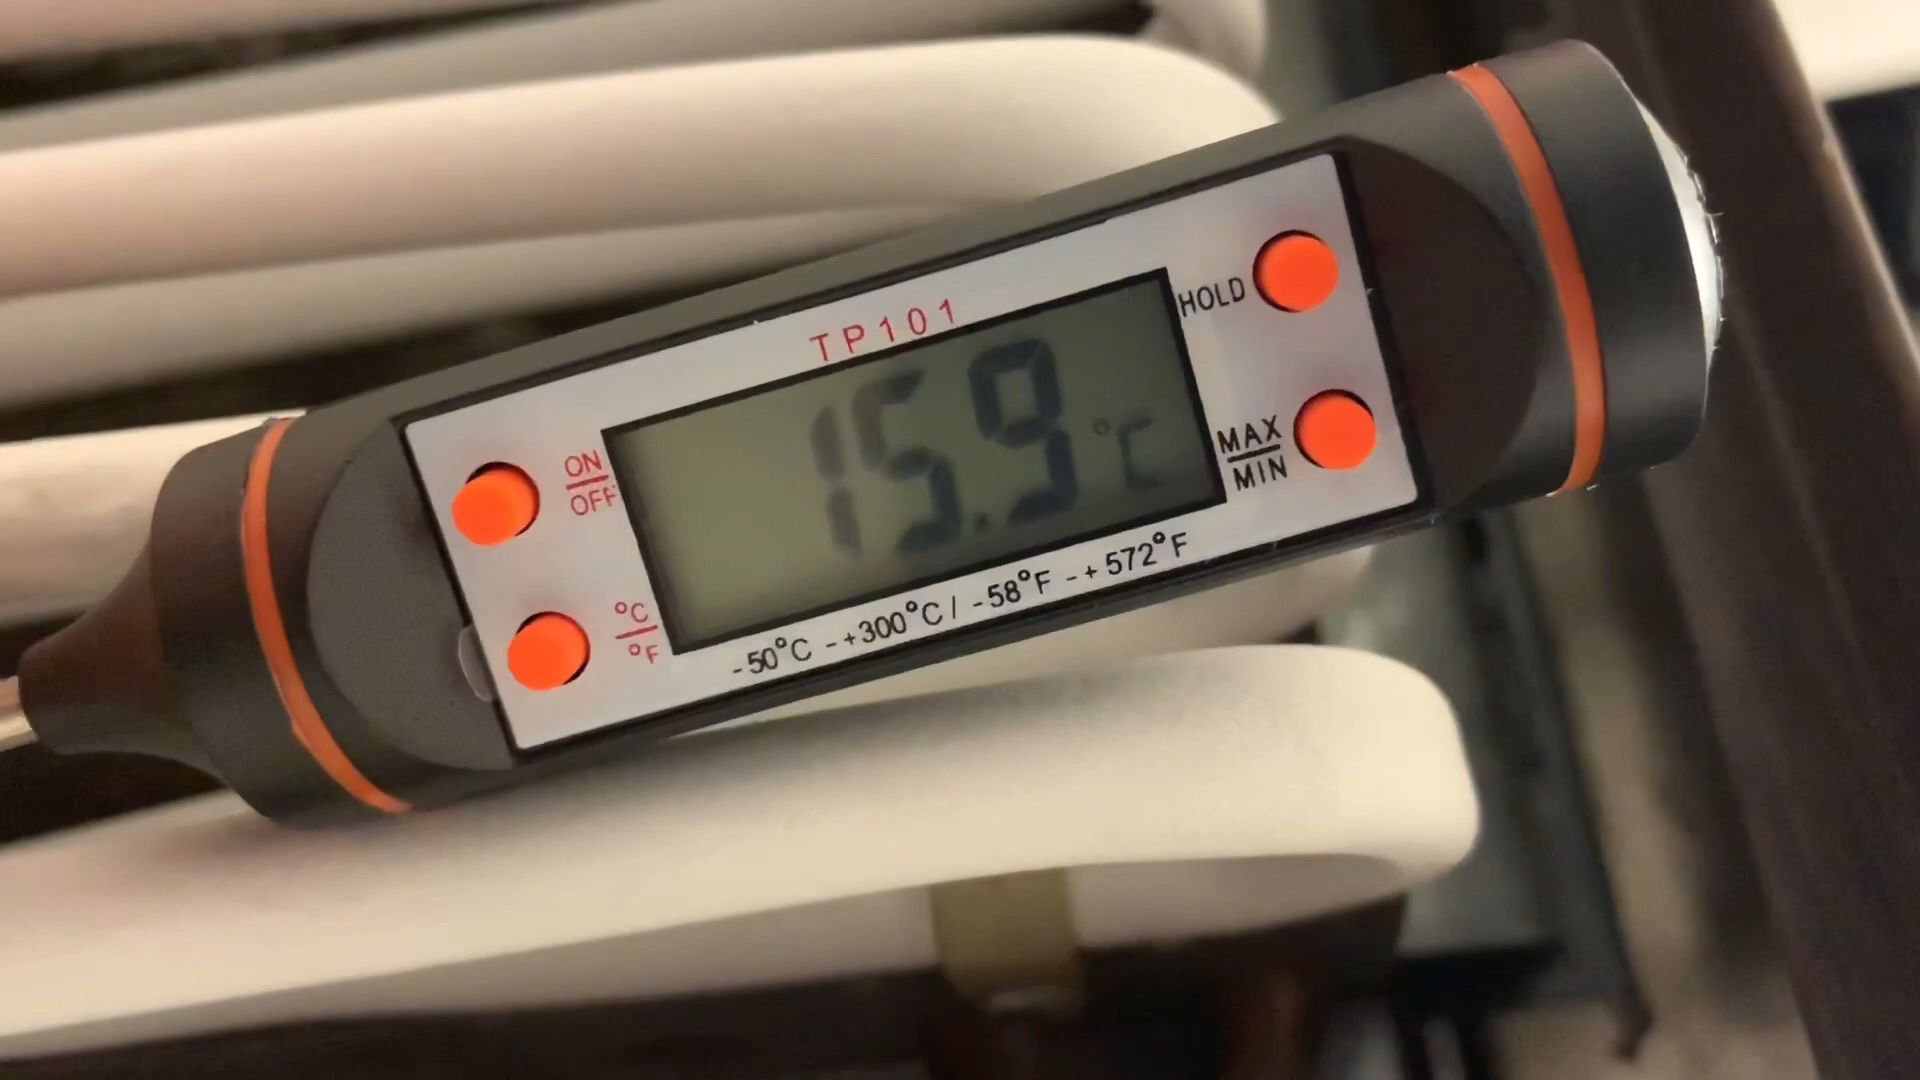 TP101
HOLD
15.9 °C
ON
OFF
MAX
MIN
°C
°F
-50°C -+300°C/ -58°F -+572°F